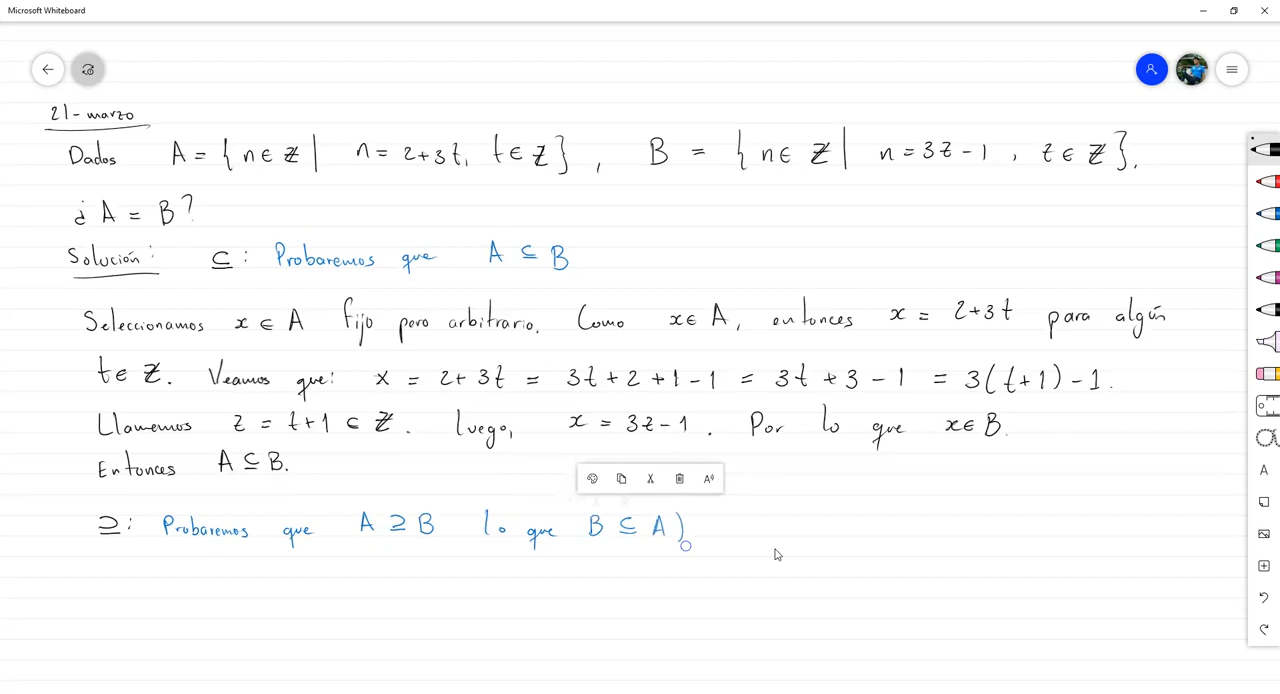 Microsoft Whiteboard
21-marzo
Dados A = { n ∈ ℤ | n = 2+3t, t ∈ ℤ }, B = { n ∈ ℤ | n = 3z-1, z ∈ ℤ }.
¿ A = B?
Solución: ⊆: Probaremos que A ⊆ B
Seleccionamos x ∈ A fijo pero arbitrario. Como x ∈ A, entonces x = 2+3t para algún
t ∈ ℤ. Veamos que: x = 2+3t = 3t+2+1-1 = 3t+3-1 = 3(t+1)-1.
Llamemos z = t+1 ∈ ℤ. Luego, x = 3z-1. Por lo que x ∈ B.
Entonces A ⊆ B.
⊇: Probaremos que A ⊇ B lo que B ⊆ A)